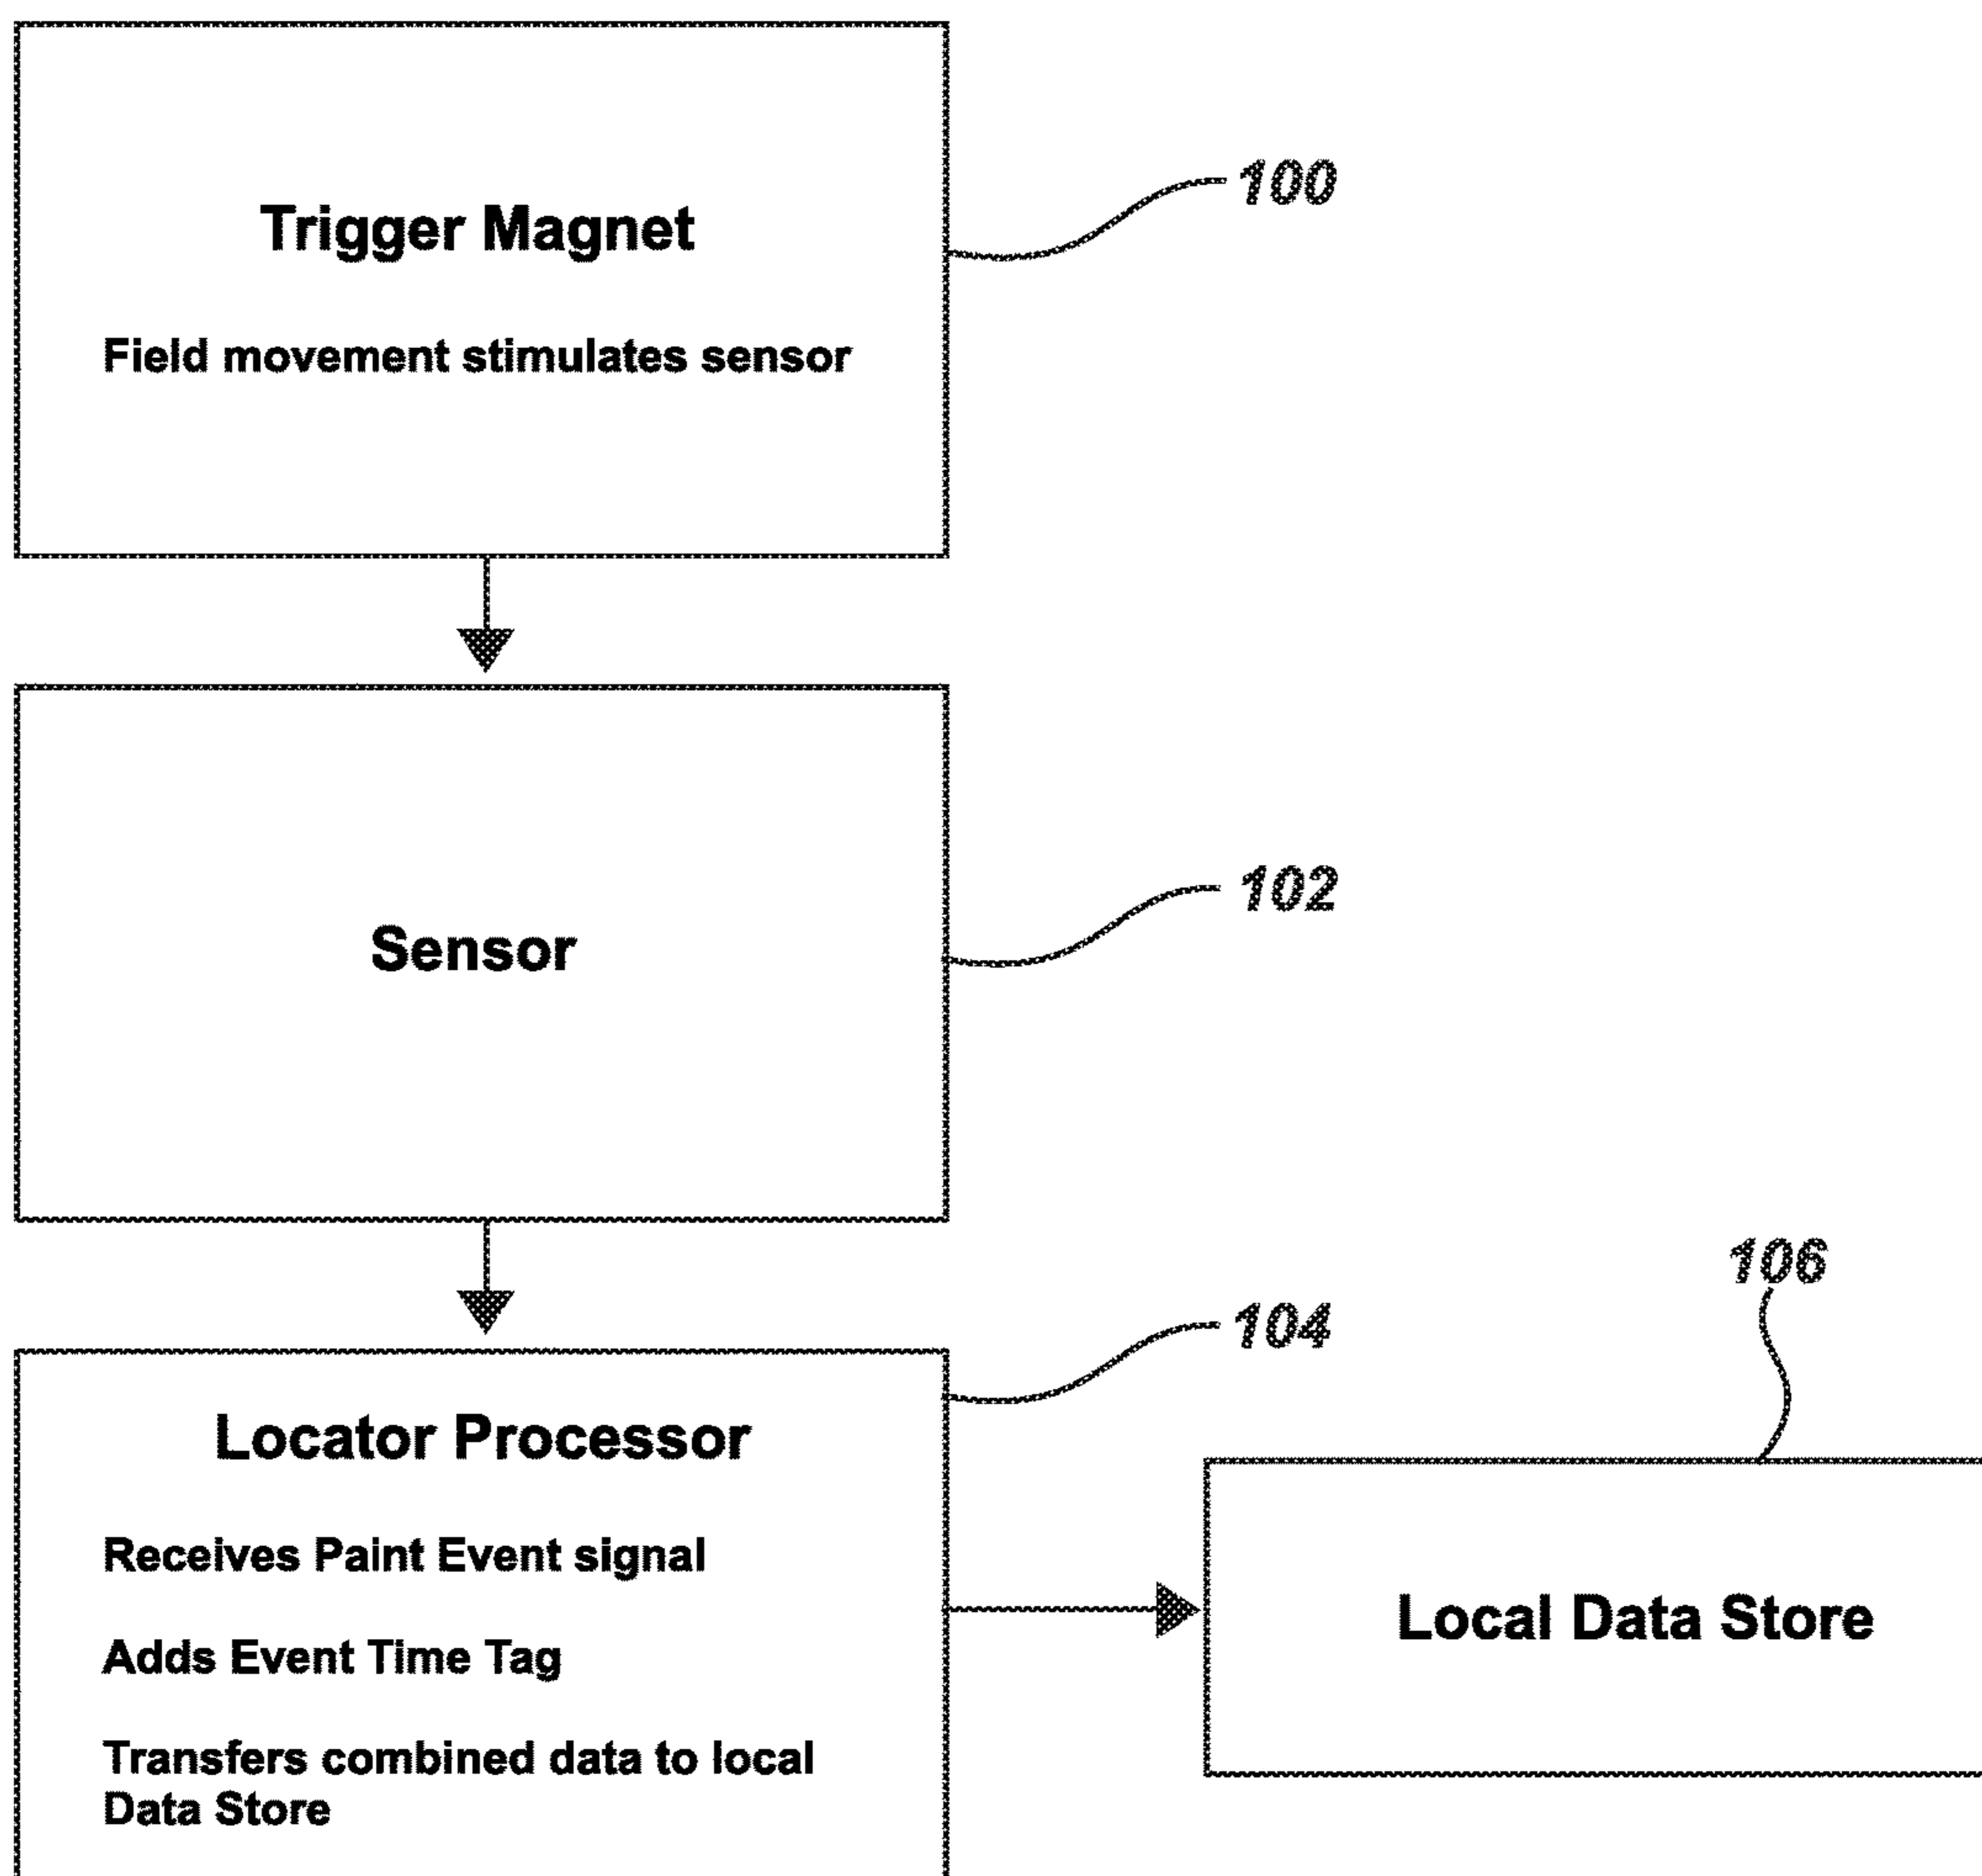 Trigger Magnet
100
Field movement stimulates sensor
Sensor
102
106
104
Locator Processor
Receives Paint Event signal
Local Data Store
Adds Event Time Tag
Transfers combined data to local
Data Store